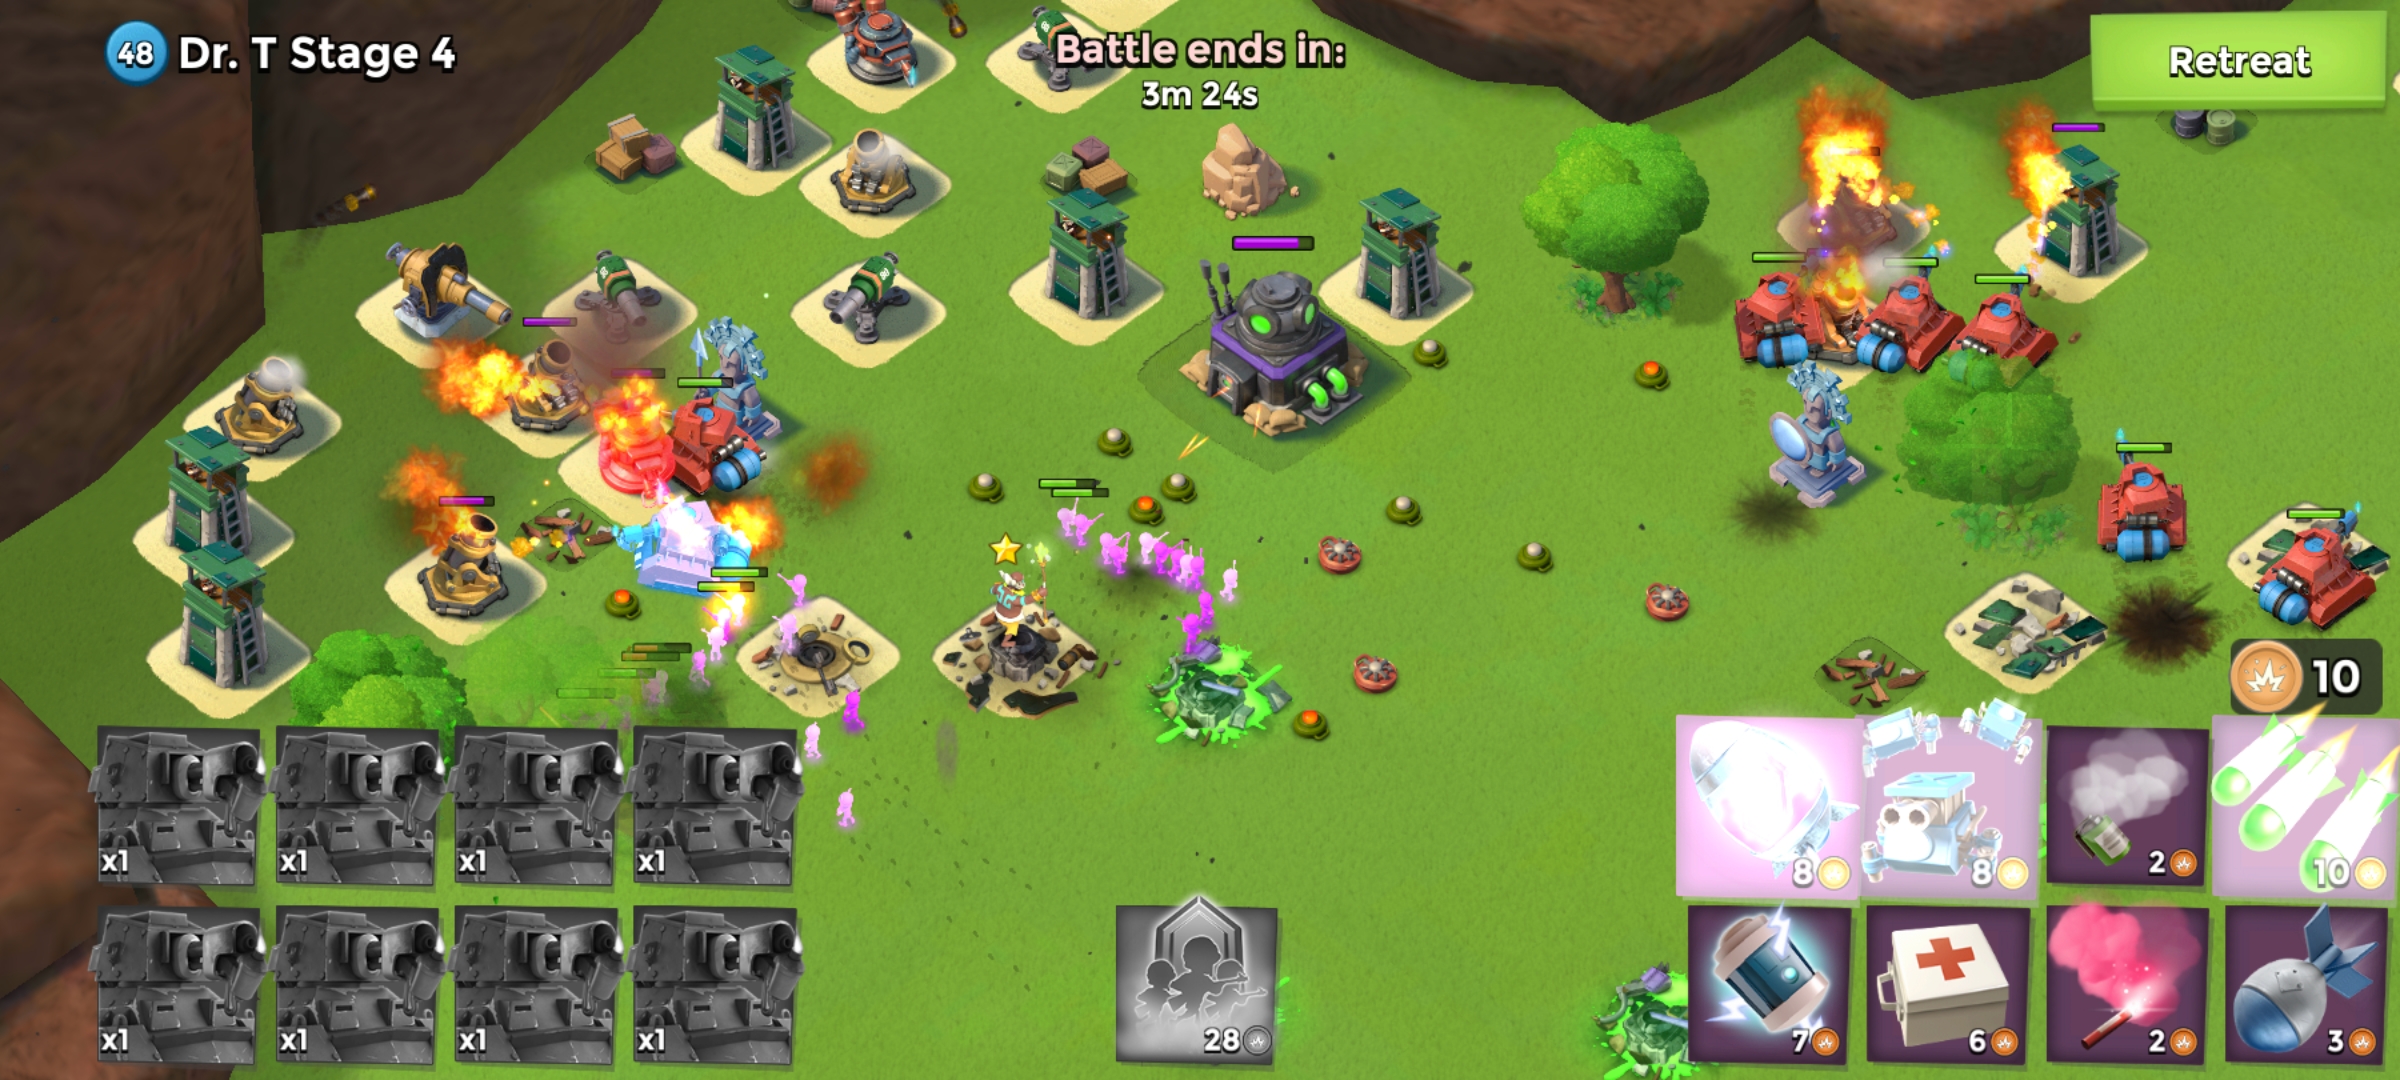 48 Dr. T Stage 4
Battle ends in:
3m 24s
Retreat
10
x1 x1 x1 x1
8 8 2 10
x1 x1 x1 x1
28
7 6 2 3